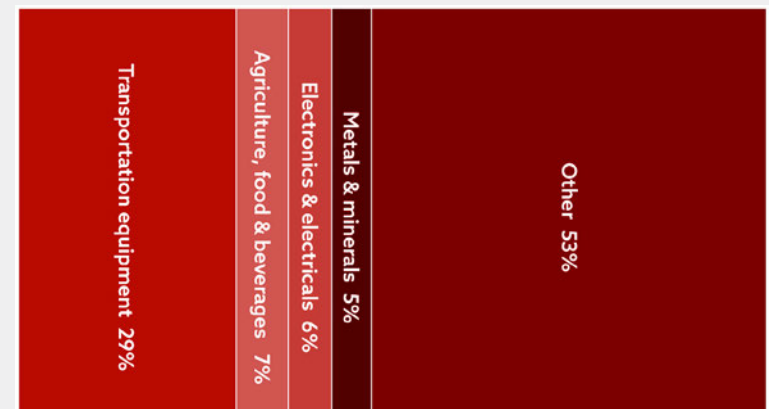 Transportation equipment 29%
Agriculture, food & beverages 7%
Electronics & electricals 6%
Metals & minerals 5%
Other 53%